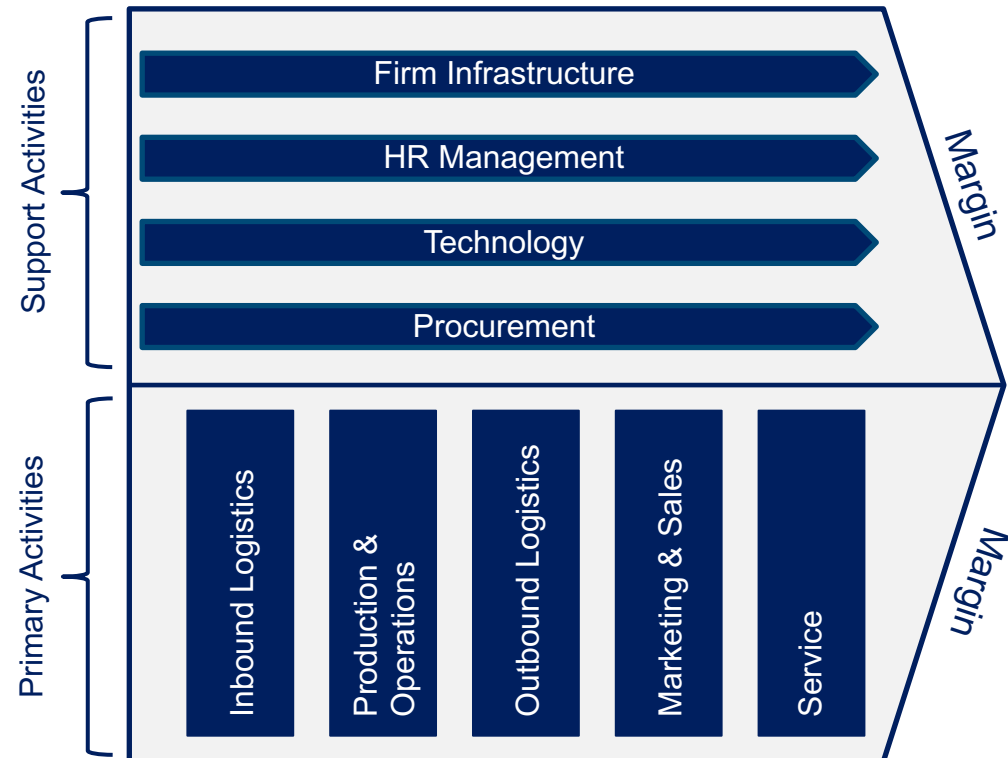 Support Activities
Firm Infrastructure
HR Management
Technology
Procurement
Margin
Primary Activities
Inbound Logistics
Production &
Operations
Outbound Logistics
Marketing & Sales
Service
Margin